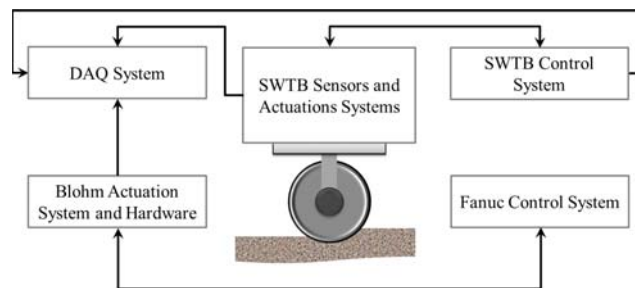 DAQ System
SWTB Sensors and
Actuations Systems
SWTB Control
System
Blohm Actuation
System and Hardware
Fanuc Control System